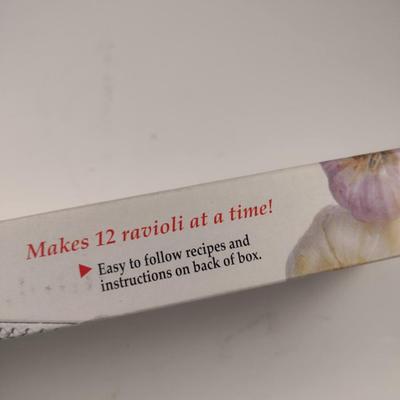 Makes 12 ravioli at a time!
Easy to follow recipes and
instructions on back of box.